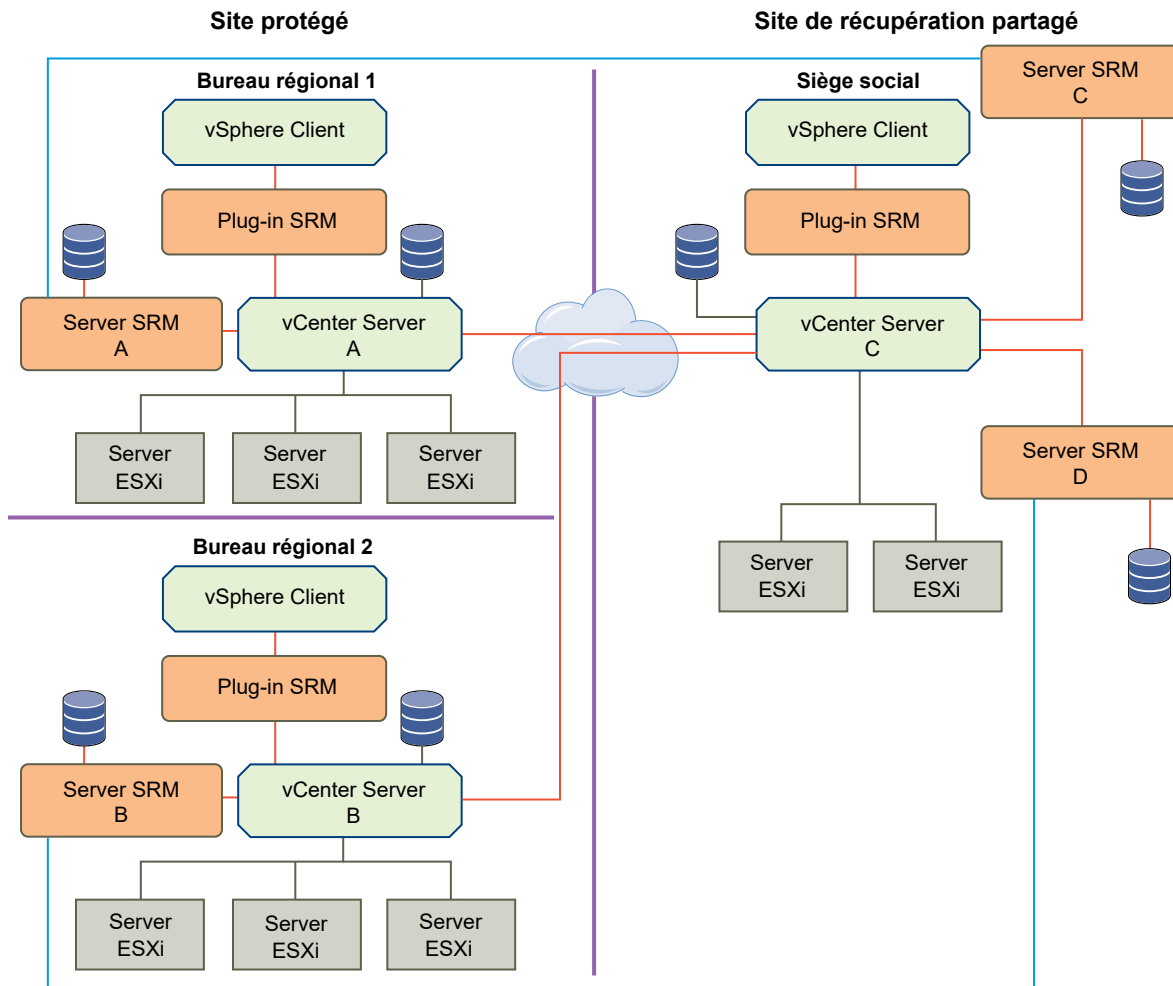 Site protégé
Site de récupération partagé
Bureau régional 1
vSphere Client
Plug-in SRM
Server SRM
A
vCenter Server
A
Server
ESXi
Server
ESXi
Server
ESXi
Bureau régional 2
vSphere Client
Plug-in SRM
Server SRM
B
vCenter Server
B
Server
ESXi
Server
ESXi
Server
ESXi
Siège social
vSphere Client
Plug-in SRM
vCenter Server
C
Server
ESXi
Server
ESXi
Server SRM
C
Server SRM
D